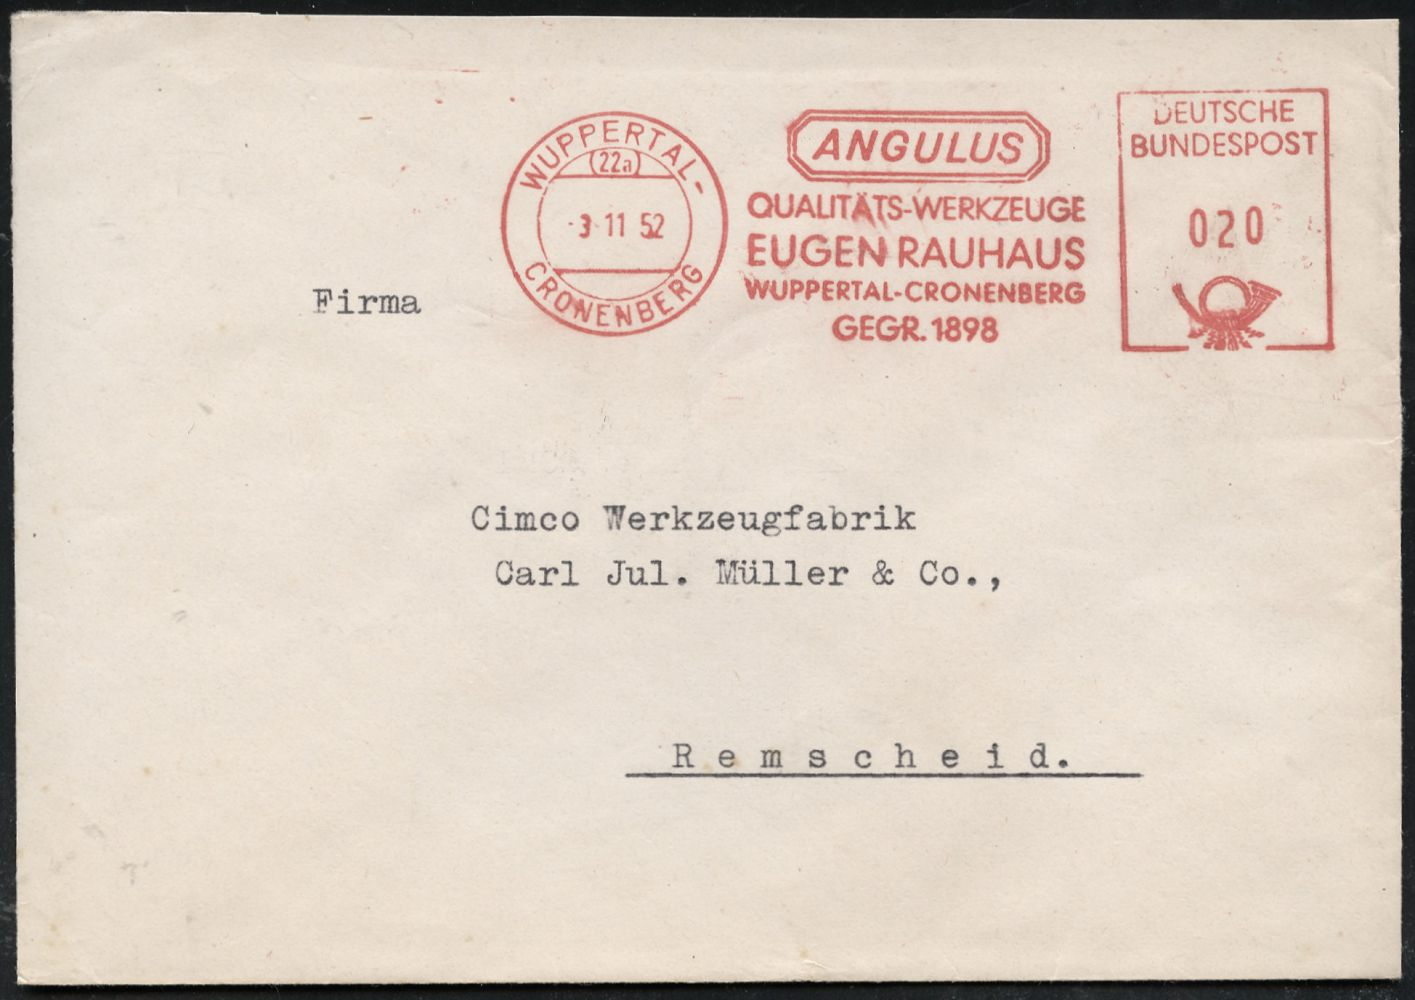 WUPPERTAL-
(22a)
-3 11 52
CRONENBERG
ANGULUS
QUALITÄTS-WERKZEUGE
EUGEN RAUHAUS
WUPPERTAL-CRONENBERG
GEGR. 1898
DEUTSCHE
BUNDESPOST
020
Firma
Cimco Werkzeugfabrik
Carl Jul. Müller & Co.,
Remscheid.